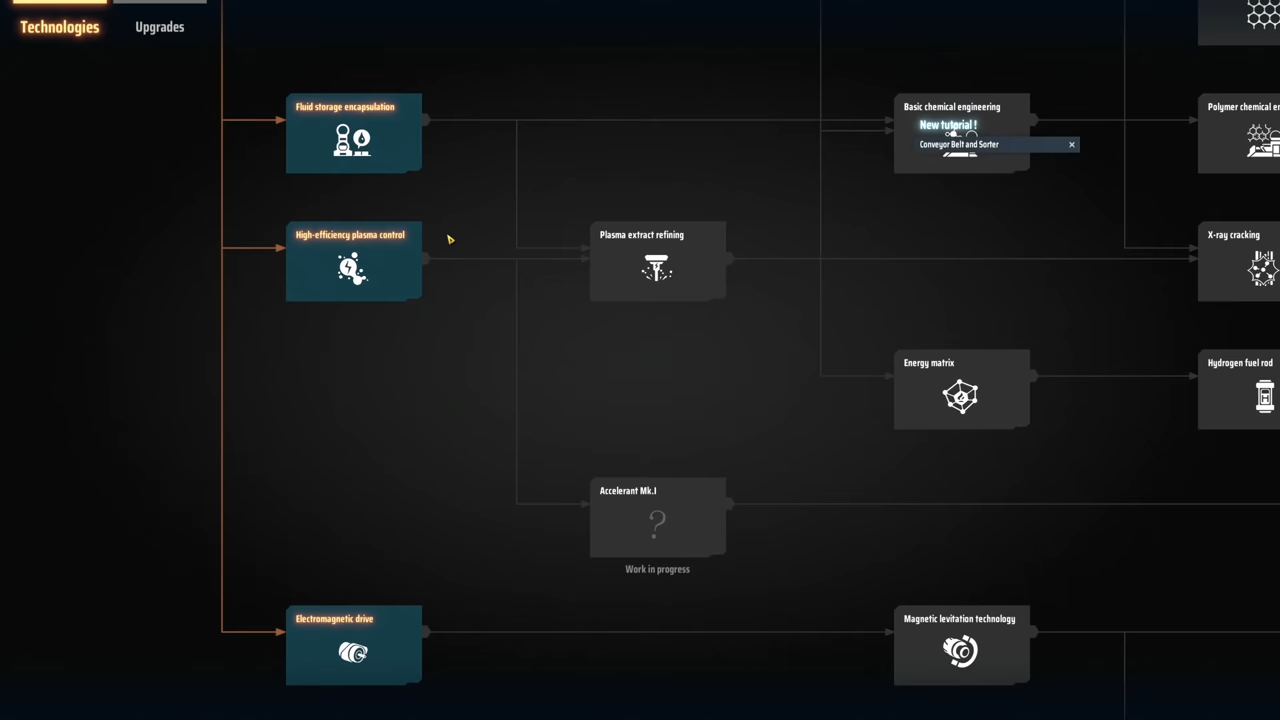 Technologies
Upgrades
Fluid storage encapsulation
Basic chemical engineering
Polymer chemical
New tutorial !
Conveyor Belt and Sorter
High-efficiency plasma control
Plasma extract refining
X-ray cracking
Energy matrix
Hydrogen fuel rod
Accelerant Mk.I
?
Work in progress
Electromagnetic drive
Magnetic levitation technology